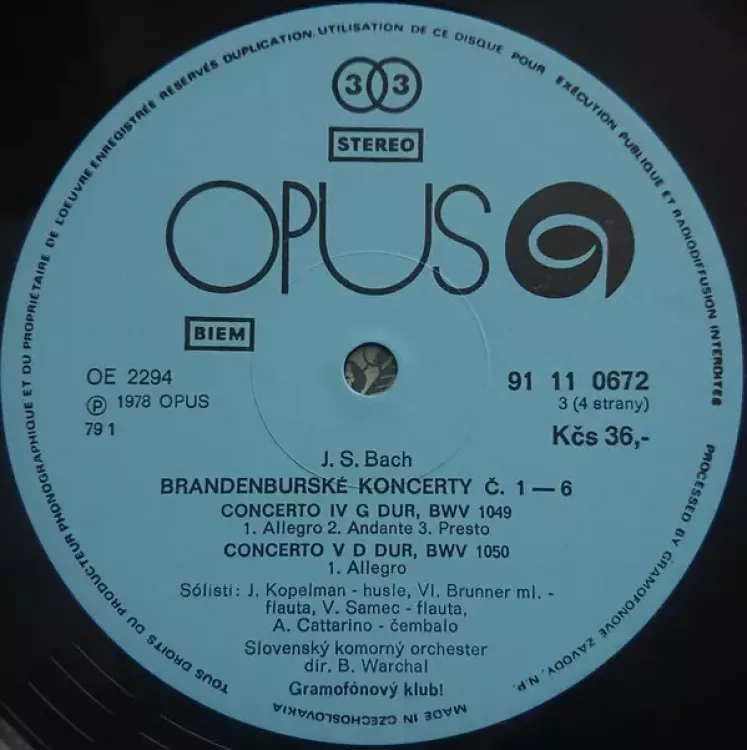 TOUS DROITS DU PRODUCTEUR PHONOGRAPHIQUE ET DU PROPRIÉTAIRE DE L'OEUVRE ENREGISTRÉE RESERVÉS DUPLICATION. UTILISATION DE CE DISQUE POUR EXÉCUTION PUBLIQUE ET RADIODIFFUSION INTERDITES
33
STEREO
OPUS
BIEM
OE 2294
℗ 1978 OPUS
79 1
91 11 0672
3 (4 strany)
Kčs 36,-
J. S. Bach
BRANDENBURSKÉ KONCERTY Č. 1 — 6
CONCERTO IV G DUR, BWV 1049
1. Allegro 2. Andante 3. Presto
CONCERTO V D DUR, BWV 1050
1. Allegro
Sólisti: J. Kopelman - husle, Vl. Brunner ml. -
flauta, V. Samec - flauta,
A. Cattarino - čembalo
Slovenský komorný orchester
dir. B. Warchal
Gramofónový klub!
PROCESSED BY GRAMOFONOVÉ ZÁVODY, N.P.
MADE IN CZECHOSLOVAKIA